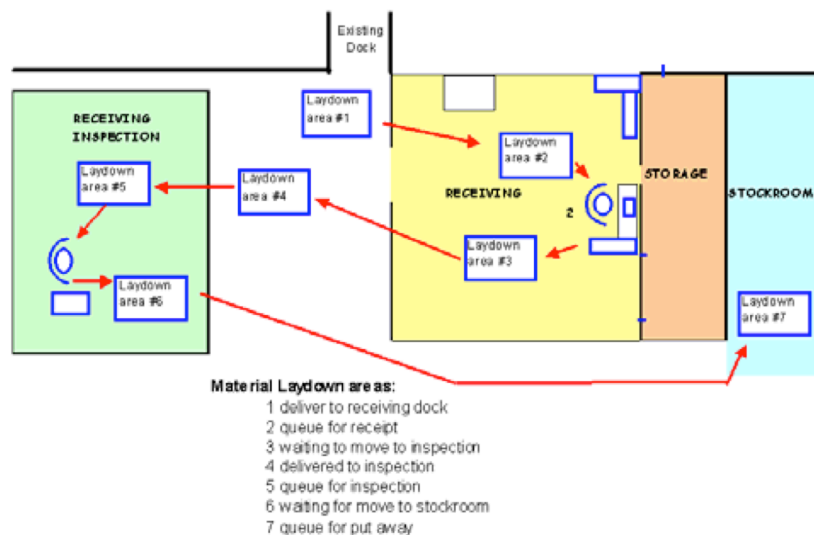 Existing
Dock
RECEIVING
INSPECTION
Laydown
area #1
Laydown
area #2
Laydown
area #5
Laydown
area #4
RECEIVING
2
STORAGE
STOCKROOM
Laydown
area #3
Laydown
area #6
Laydown
area #7
Material Laydown areas:
1 deliver to receiving dock
2 queue for receipt
3 waiting to move to inspection
4 delivered to inspection
5 queue for inspection
6 waiting for move to stockroom
7 queue for put away